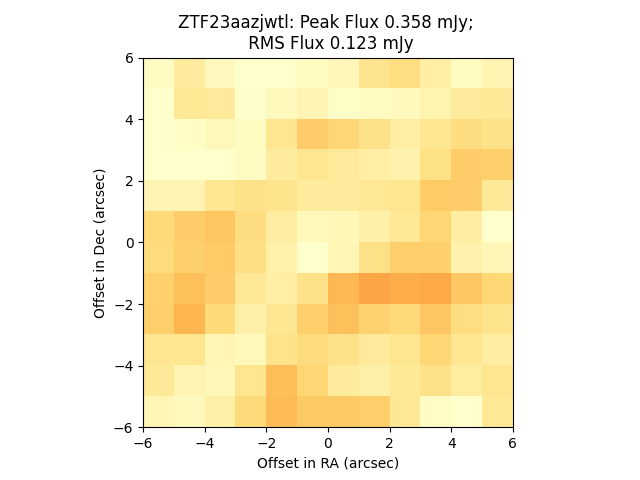 ZTF23aazjwtl: Peak Flux 0.358 mJy;
RMS Flux 0.123 mJy
6
4
2
0
−2
−4
−6
Offset in Dec (arcsec)
−6 −4 −2 0 2 4 6
Offset in RA (arcsec)